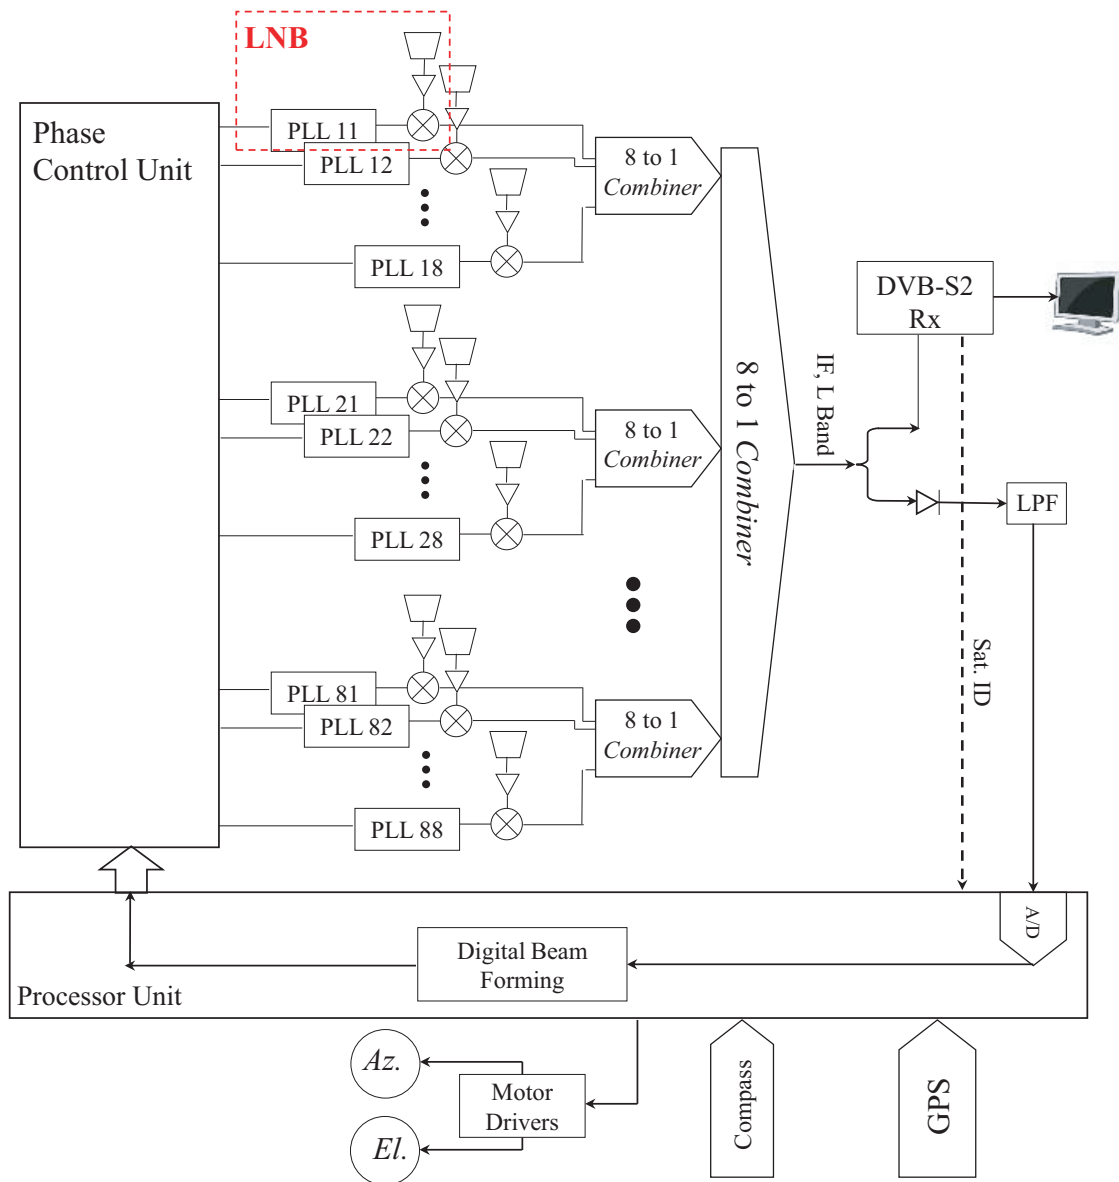 LNB
Phase
Control Unit
PLL 11
PLL 12
PLL 18
8 to 1
Combiner
PLL 21
PLL 22
PLL 28
8 to 1
Combiner
PLL 81
PLL 82
PLL 88
8 to 1
Combiner
8 to 1 Combiner
IF, L Band
DVB-S2
Rx
LPF
Sat. ID
A/D
Digital Beam
Forming
Processor Unit
Az.
El.
Motor
Drivers
Compass
GPS